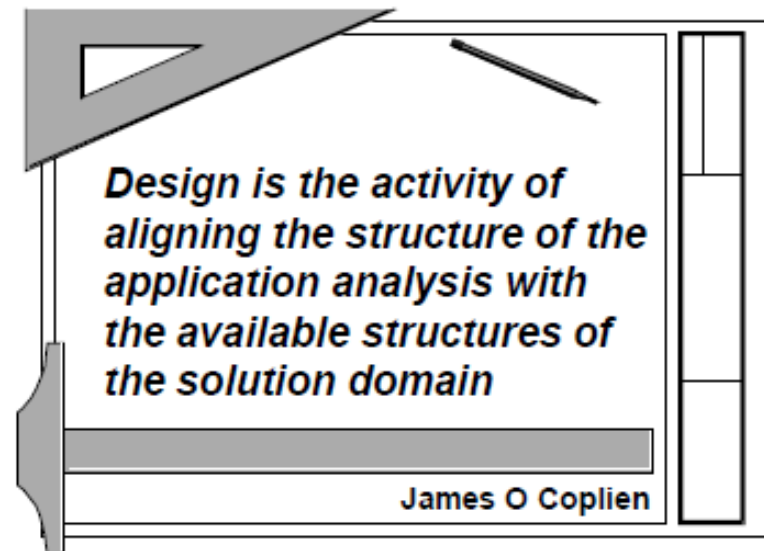 Design is the activity of
aligning the structure of the
application analysis with
the available structures of
the solution domain
James O Coplien